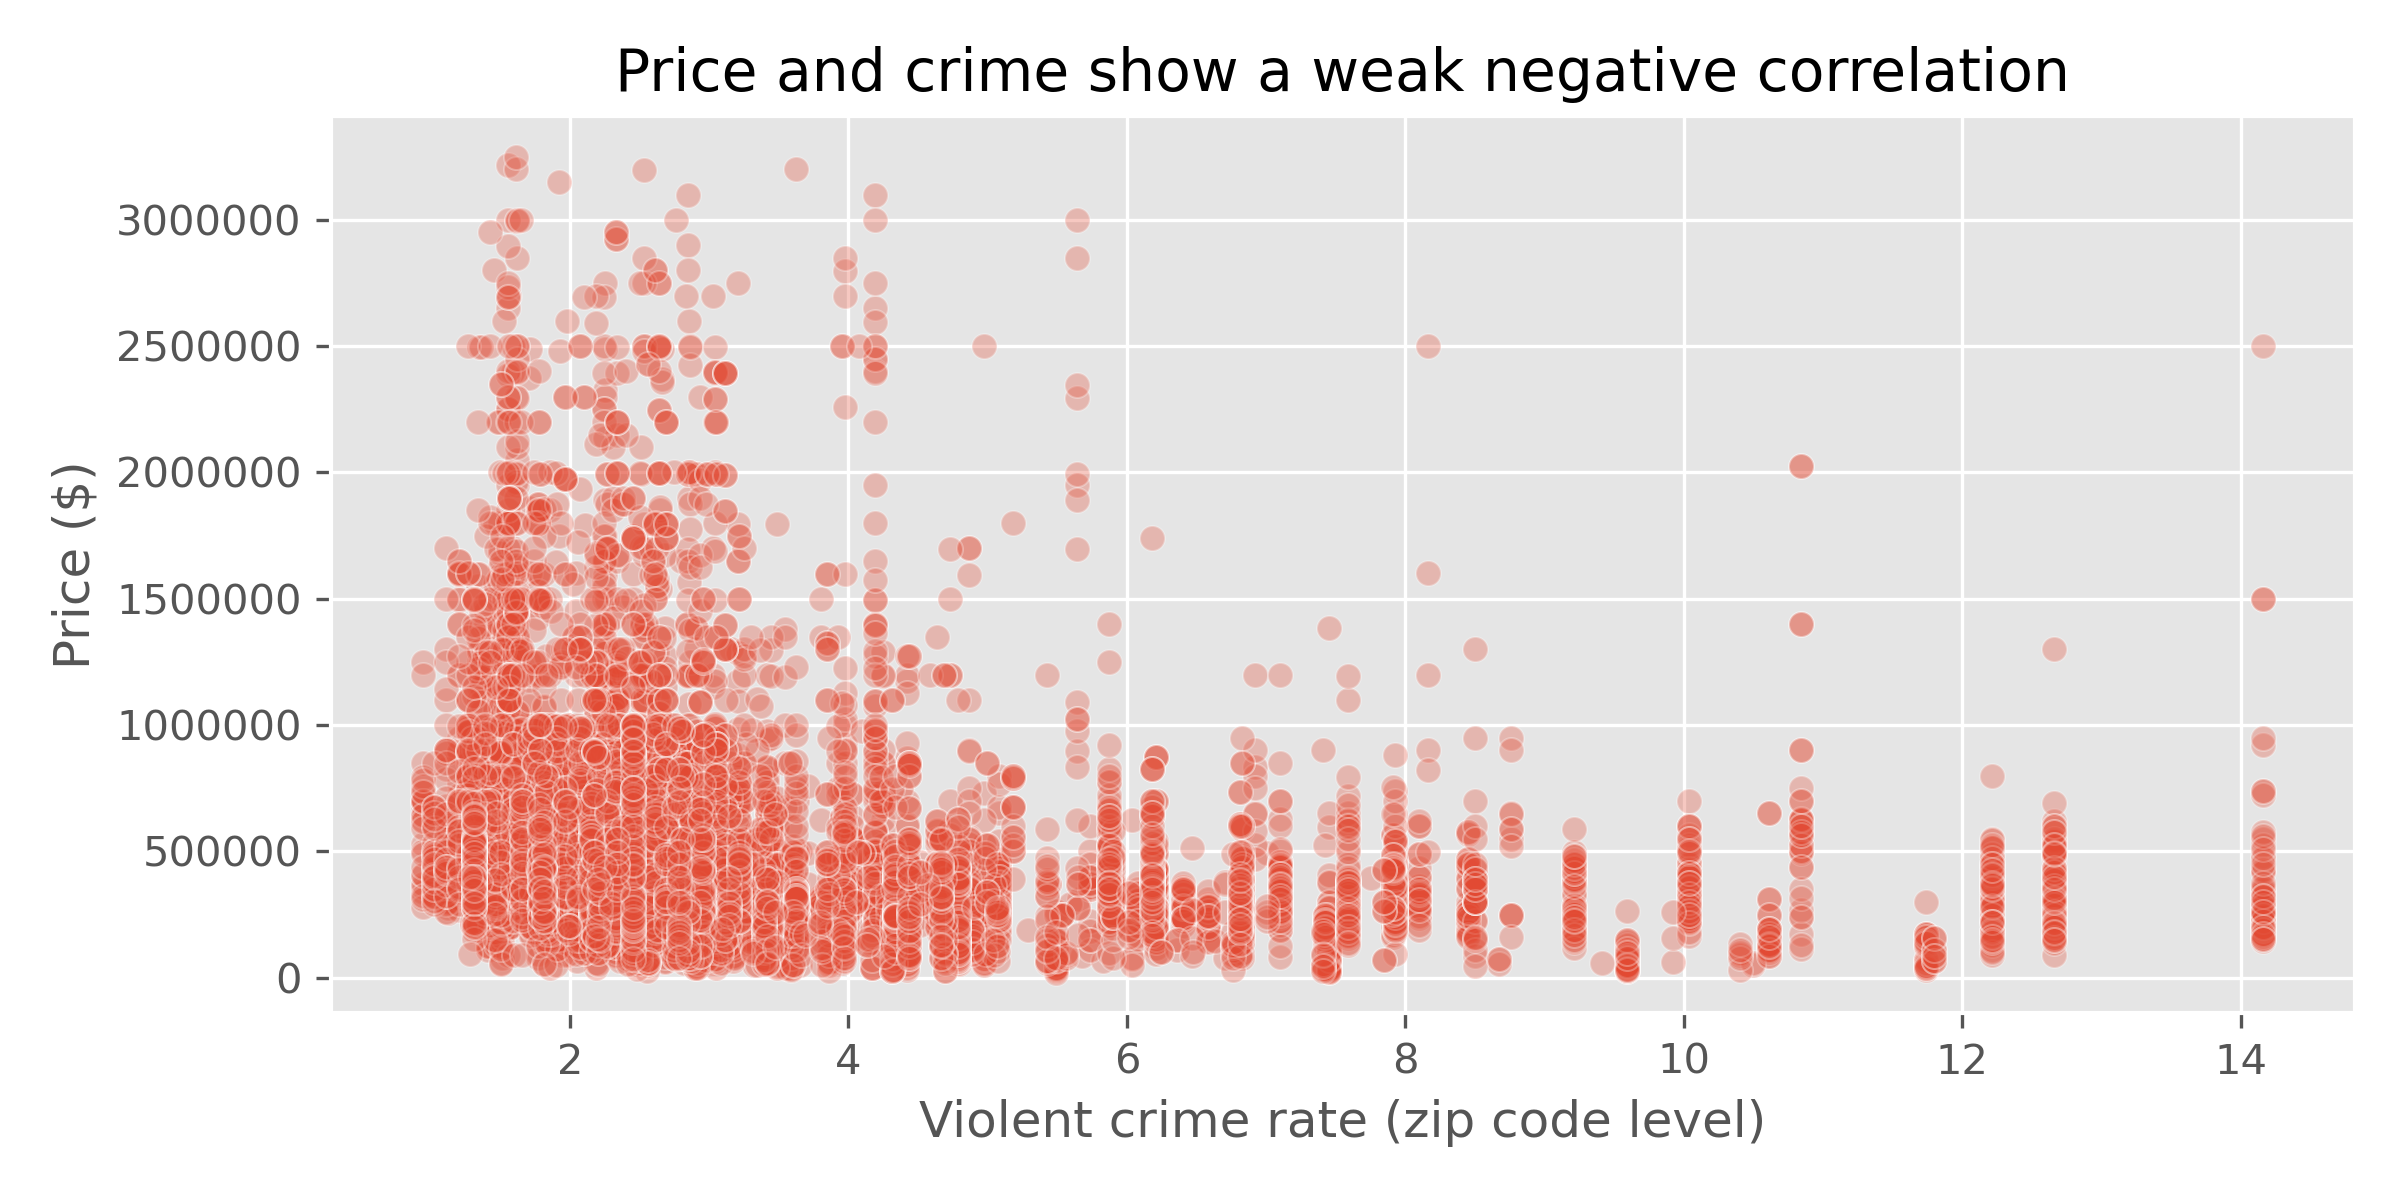 Price and crime show a weak negative correlation
3000000
2500000
2000000
1500000
1000000
500000
0
Price ($)
2 4 6 8 10 12 14
Violent crime rate (zip code level)